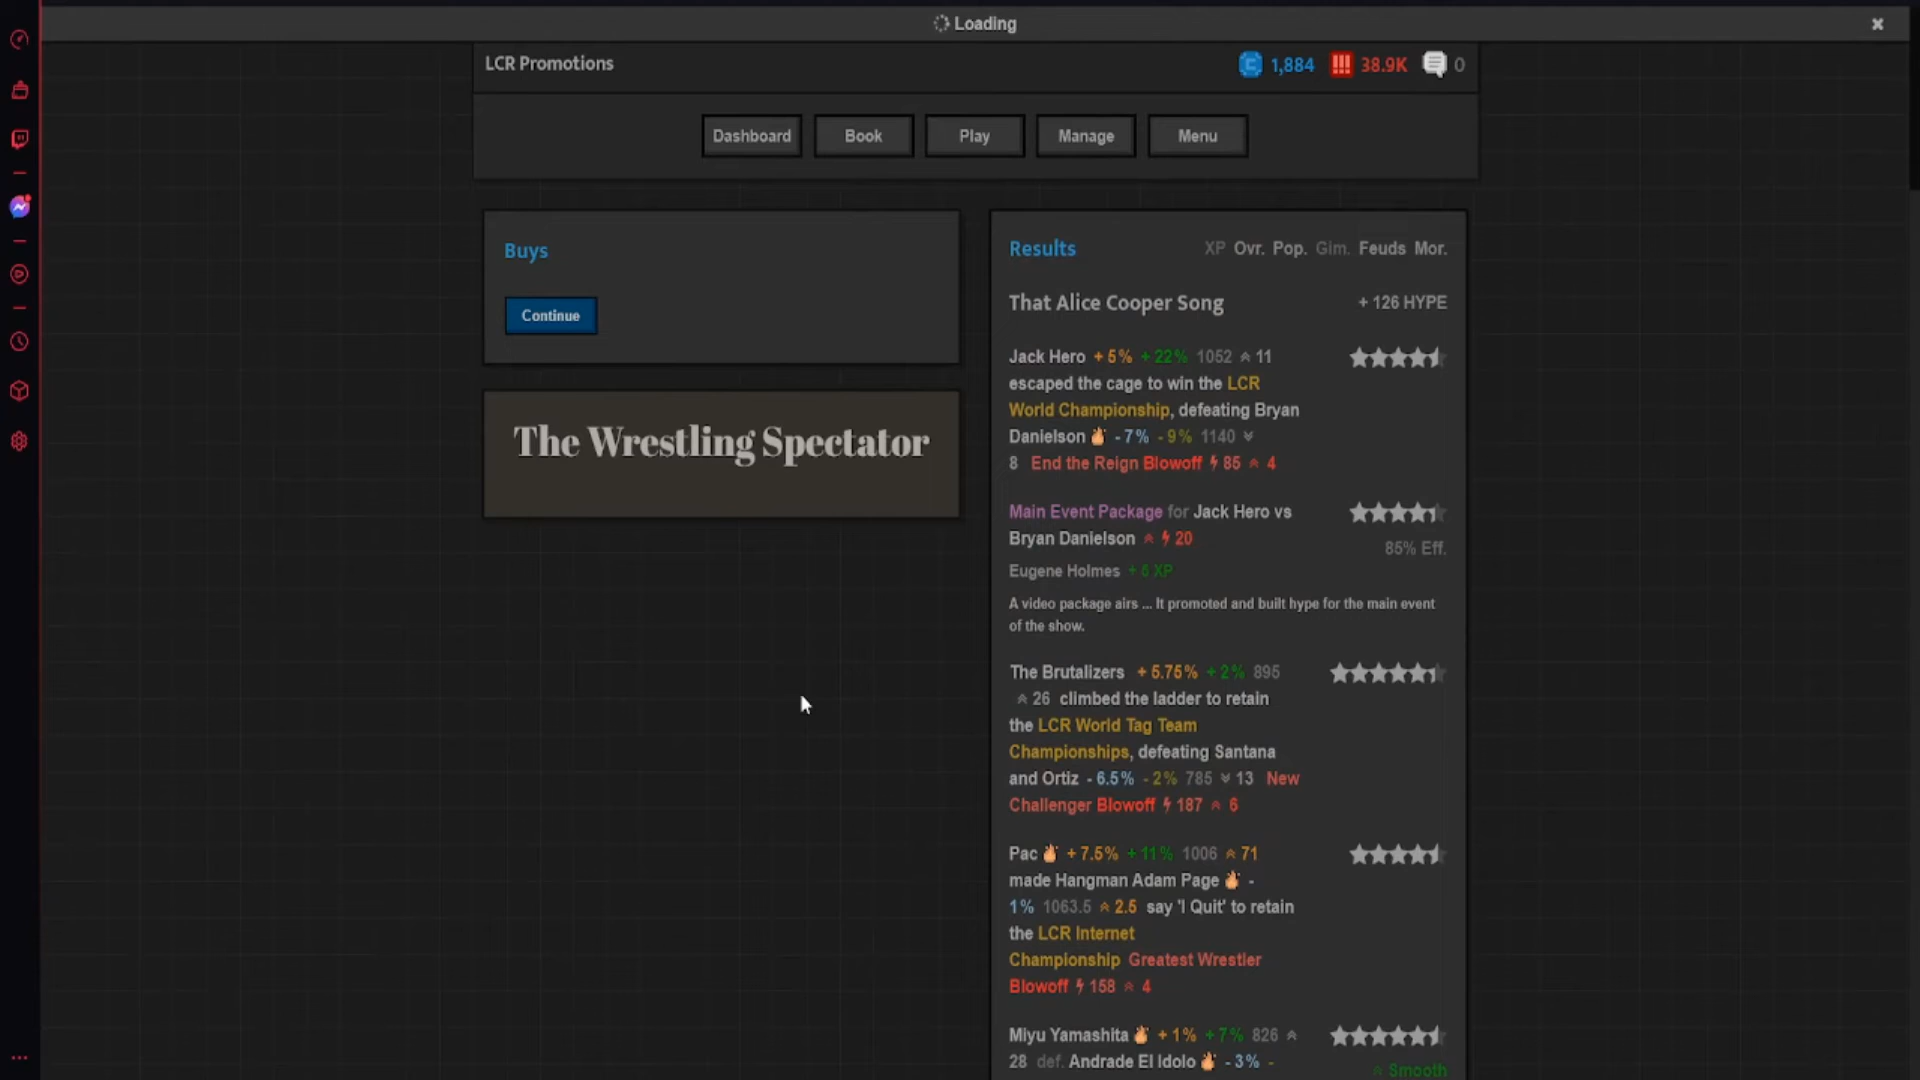 Loading
LCR Promotions
1,884 38.9K 0
Dashboard Book Play Manage Menu
Buys
Continue
The Wrestling Spectator
Results XP Ovr. Pop. Gim. Feuds Mor.
That Alice Cooper Song + 126 HYPE
Jack Hero + 5% + 22% 1052 11
escaped the cage to win the LCR
World Championship, defeating Bryan
Danielson - 7% - 9% 1140
8 End the Reign Blowoff 85 4
Main Event Package for Jack Hero vs
Bryan Danielson 20
85% Eff.
Eugene Holmes + 6 XP
A video package airs ... It promoted and built hype for the main event
of the show.
The Brutalizers + 5.75% + 2% 895
26 climbed the ladder to retain
the LCR World Tag Team
Championships, defeating Santana
and Ortiz - 6.5% - 2% 785 13 New
Challenger Blowoff 187 6
Pac + 7.5% + 11% 1006 71
made Hangman Adam Page -
1% 1063.5 2.5 say 'I Quit' to retain
the LCR Internet
Championship Greatest Wrestler
Blowoff 158 4
Miyu Yamashita + 1% + 7% 826
28 def. Andrade El Idolo - 3% -
Smooth